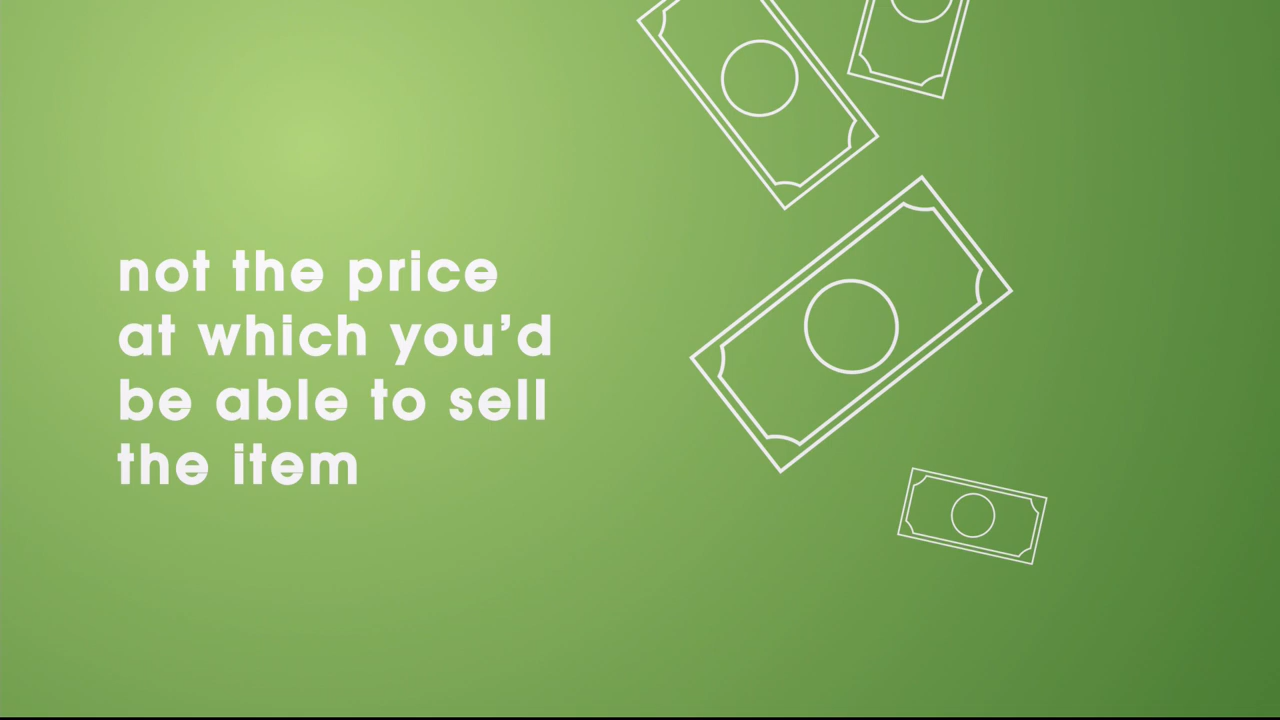 not the price
at which you’d
be able to sell
the item